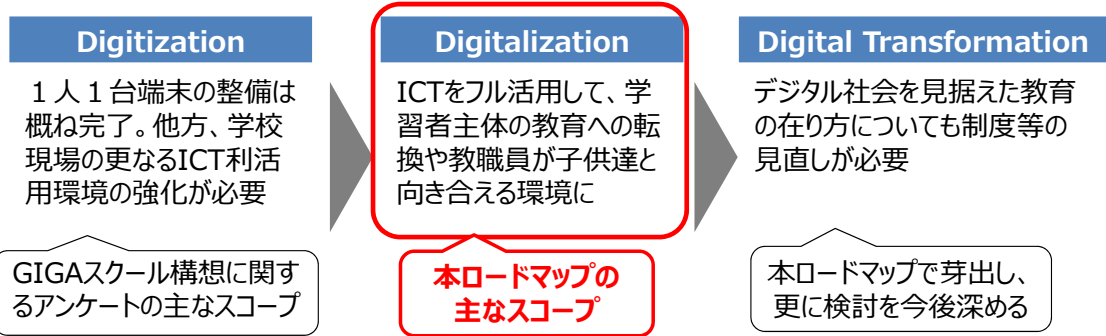 Digitization
１人１台端末の整備は
概ね完了。他方、学校
現場の更なるICT利活
用環境の強化が必要
GIGAスクール構想に関す
るアンケートの主なスコープ
Digitalization
ICTをフル活用して、学
習者主体の教育への転
換や教職員が子供達と
向き合える環境に
本ロードマップの
主なスコープ
Digital Transformation
デジタル社会を見据えた教育
の在り方についても制度等の
見直しが必要
本ロードマップで芽出し、
更に検討を今後深める